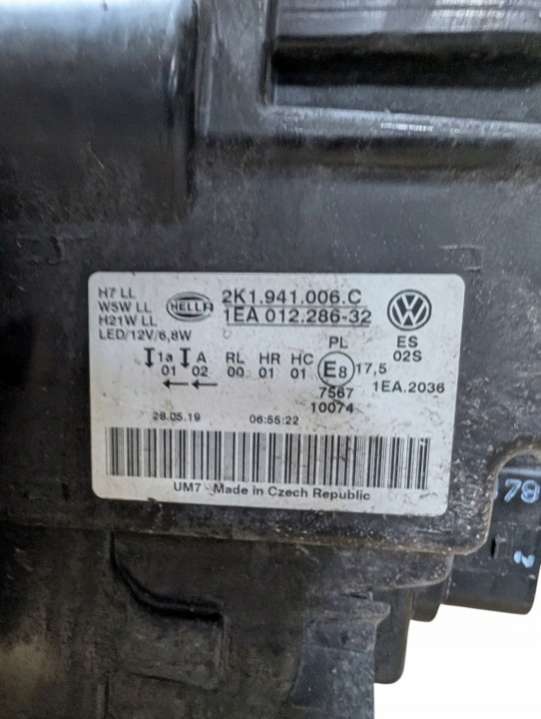 H7 LL
W5W LL
H21W LL
LED/12V/6,8W
HELLA
2K1.941.006.C
1EA 012.286-32
PL
ES
02S
1a A RL HR HC E8 17,5
01 02 00 01 01
1EA.2036
7567
10074
28.05.19 06:55:22
UM7 - Made in Czech Republic
79
N